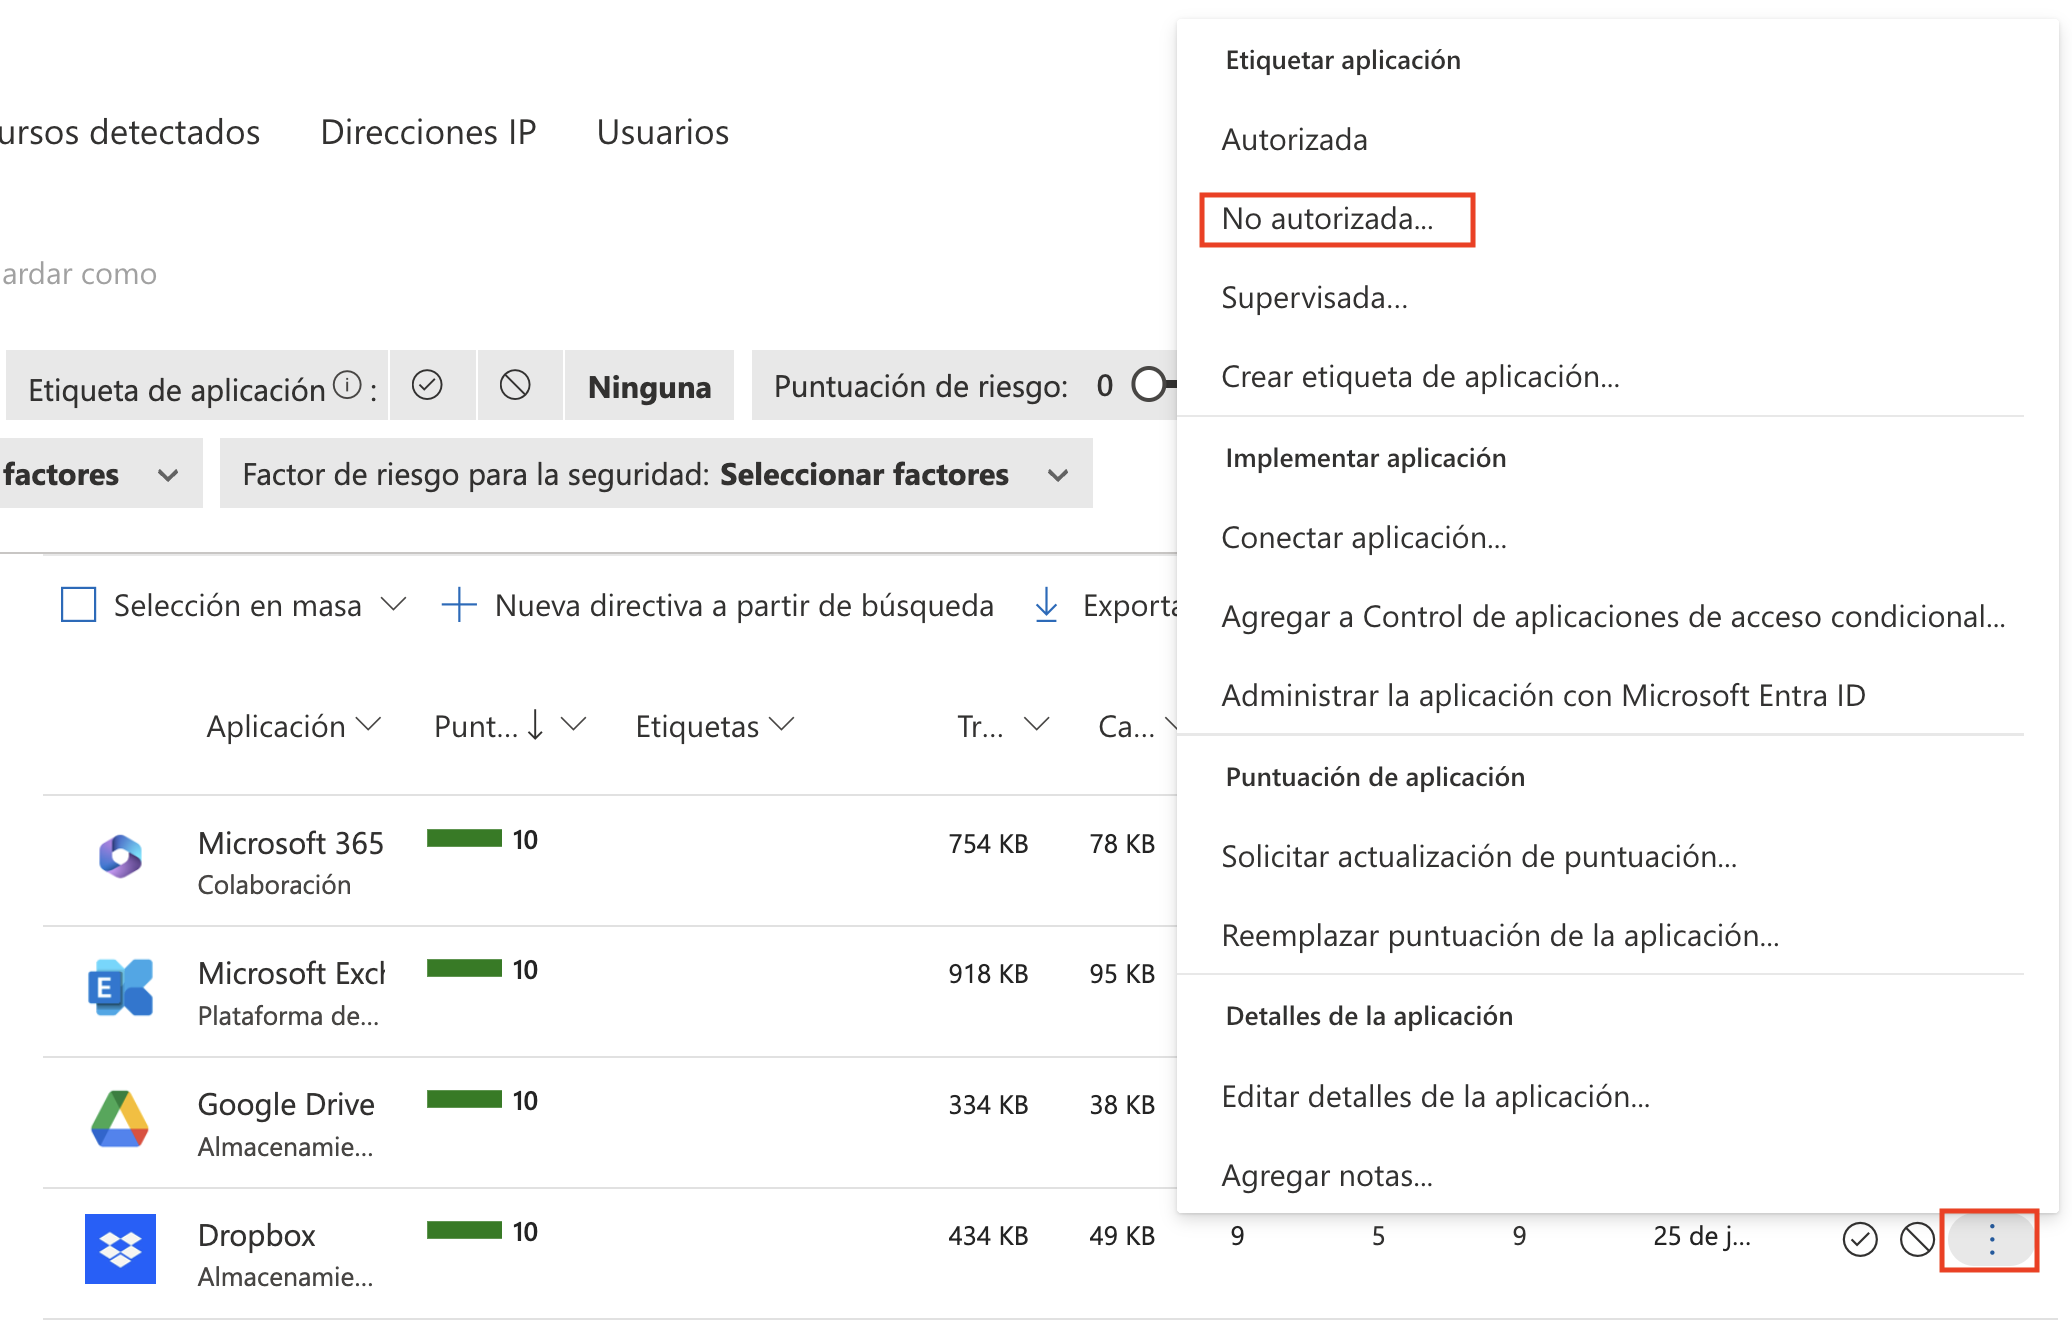 ursos detectados
Direcciones IP
Usuarios
ardar como
Etiqueta de aplicación :
Ninguna
Puntuación de riesgo: 0
factores
Factor de riesgo para la seguridad: Seleccionar factores
Selección en masa
Nueva directiva a partir de búsqueda
Exporta
Aplicación
Punt...
Etiquetas
Tr...
Ca...
Microsoft 365
10
754 KB
78 KB
Colaboración
E
Microsoft Exch
10
918 KB
95 KB
Plataforma de...
Google Drive
10
334 KB
38 KB
Almacenamie...
Dropbox
10
434 KB
49 KB
9
5
9
25 de j...
Almacenamie...
Etiquetar aplicación
Autorizada
No autorizada...
Supervisada...
Crear etiqueta de aplicación...
Implementar aplicación
Conectar aplicación...
Agregar a Control de aplicaciones de acceso condicional...
Administrar la aplicación con Microsoft Entra ID
Puntuación de aplicación
Solicitar actualización de puntuación...
Reemplazar puntuación de la aplicación...
Detalles de la aplicación
Editar detalles de la aplicación...
Agregar notas...